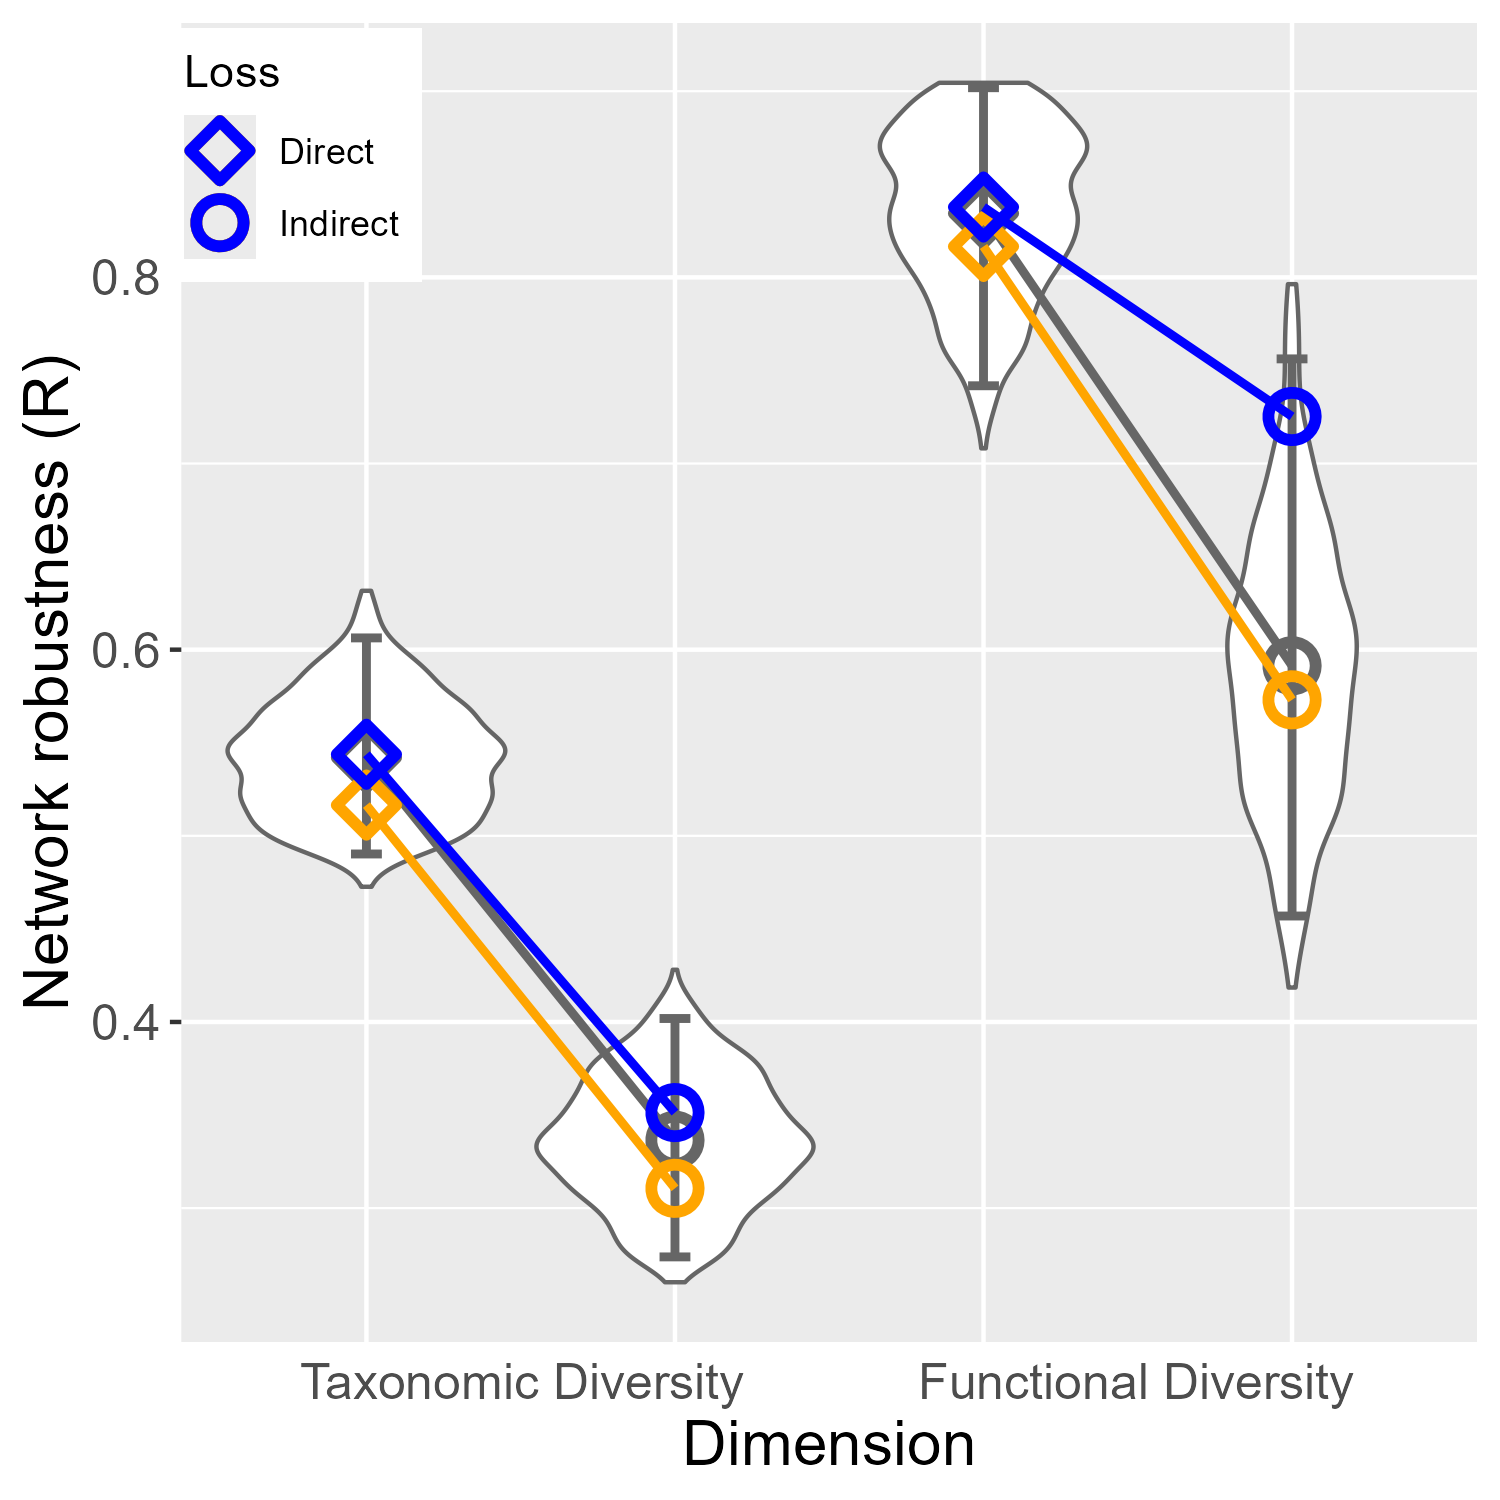 Loss
Direct
Indirect
0.8
0.6
0.4
Network robustness (R)
Taxonomic Diversity
Functional Diversity
Dimension